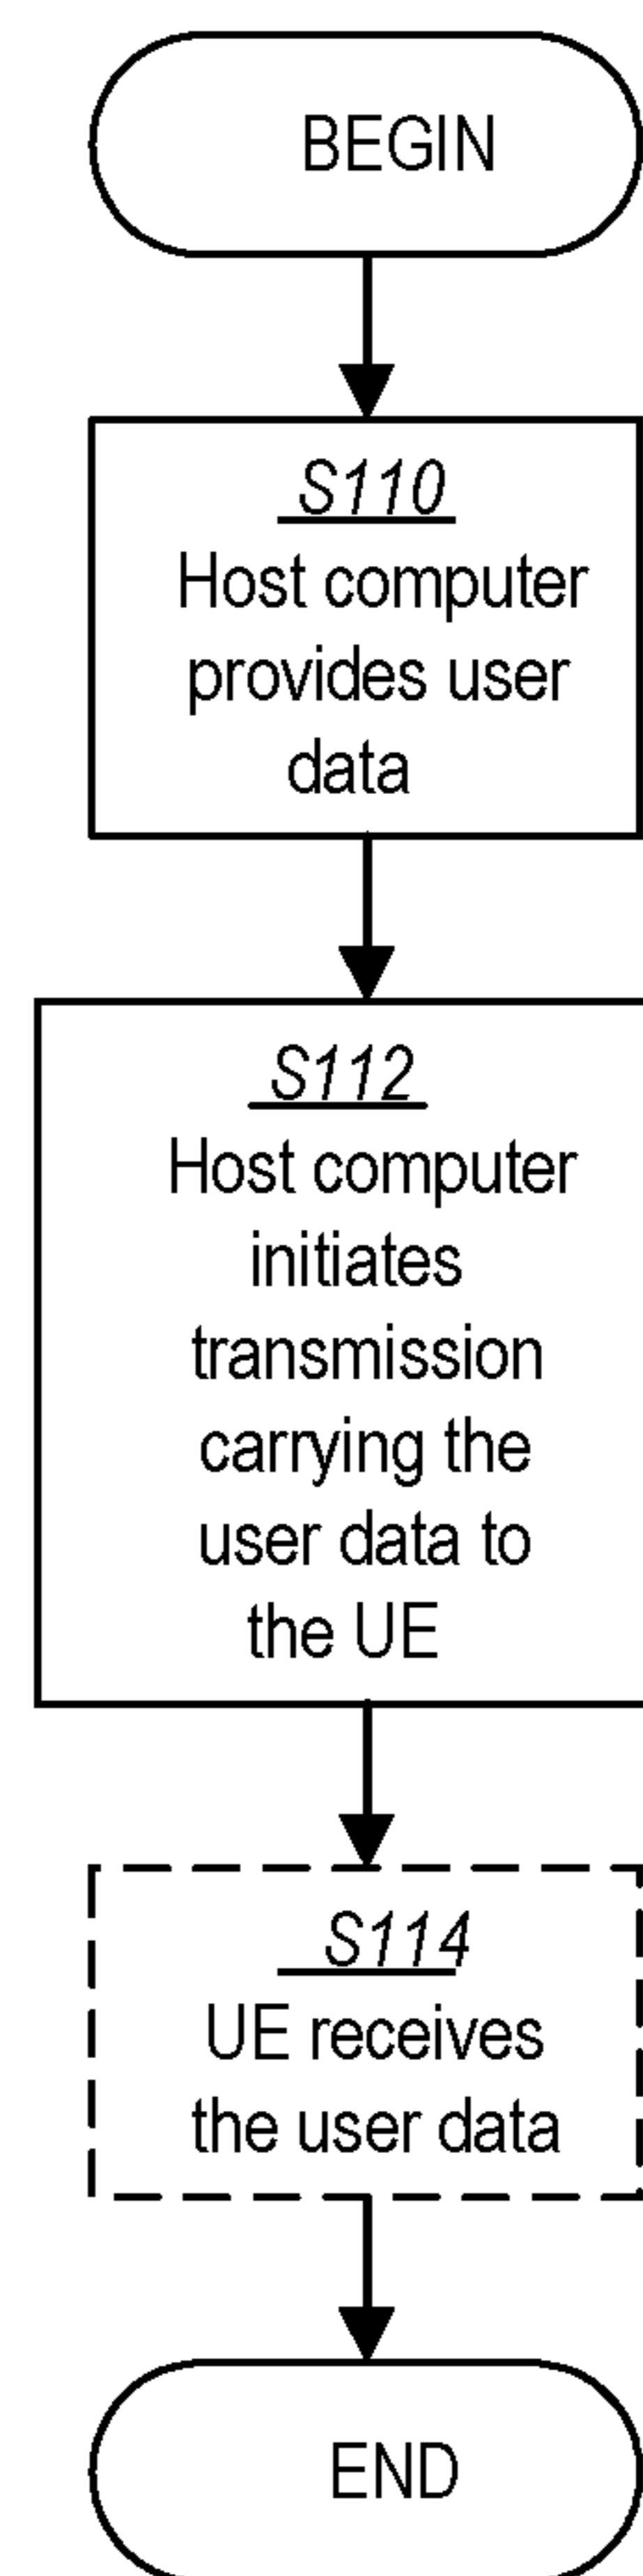 BEGIN
S110
Host computer
provides user
data
S112
Host computer
initiates
transmission
carrying the
user data to
the UE
S114
UE receives
the user data
END